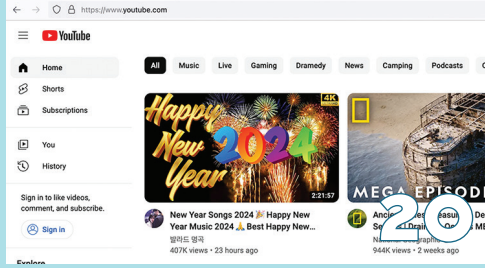 https://www.youtube.com
YouTube
All Music Live Gaming Dramedy News Camping Podcasts
Home
Shorts
Subscriptions
You
History
Sign in to like videos,
comment, and subscribe.
Sign in
Explore
Happy
New
Year
2024
4K
2:21:57
New Year Songs 2024 🎉 Happy New
Year Music 2024 🙏 Best Happy New...
발라드 명곡
407K views • 23 hours ago
MEGA EPISOD
20
944K views • 2 weeks ago